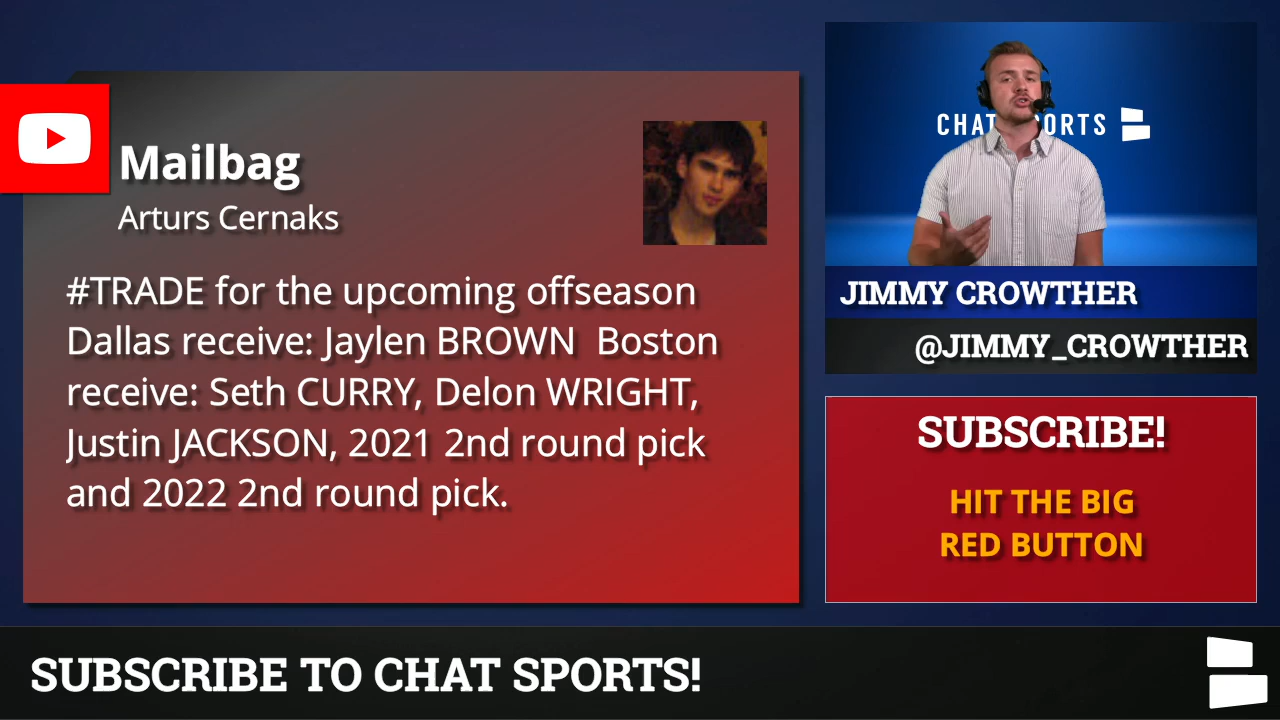 Mailbag
Arturs Cernaks
#TRADE for the upcoming offseason
Dallas receive: Jaylen BROWN  Boston
receive: Seth CURRY, Delon WRIGHT,
Justin JACKSON, 2021 2nd round pick
and 2022 2nd round pick.
CHAT SPORTS
JIMMY CROWTHER
@JIMMY_CROWTHER
SUBSCRIBE!
HIT THE BIG
RED BUTTON
SUBSCRIBE TO CHAT SPORTS!